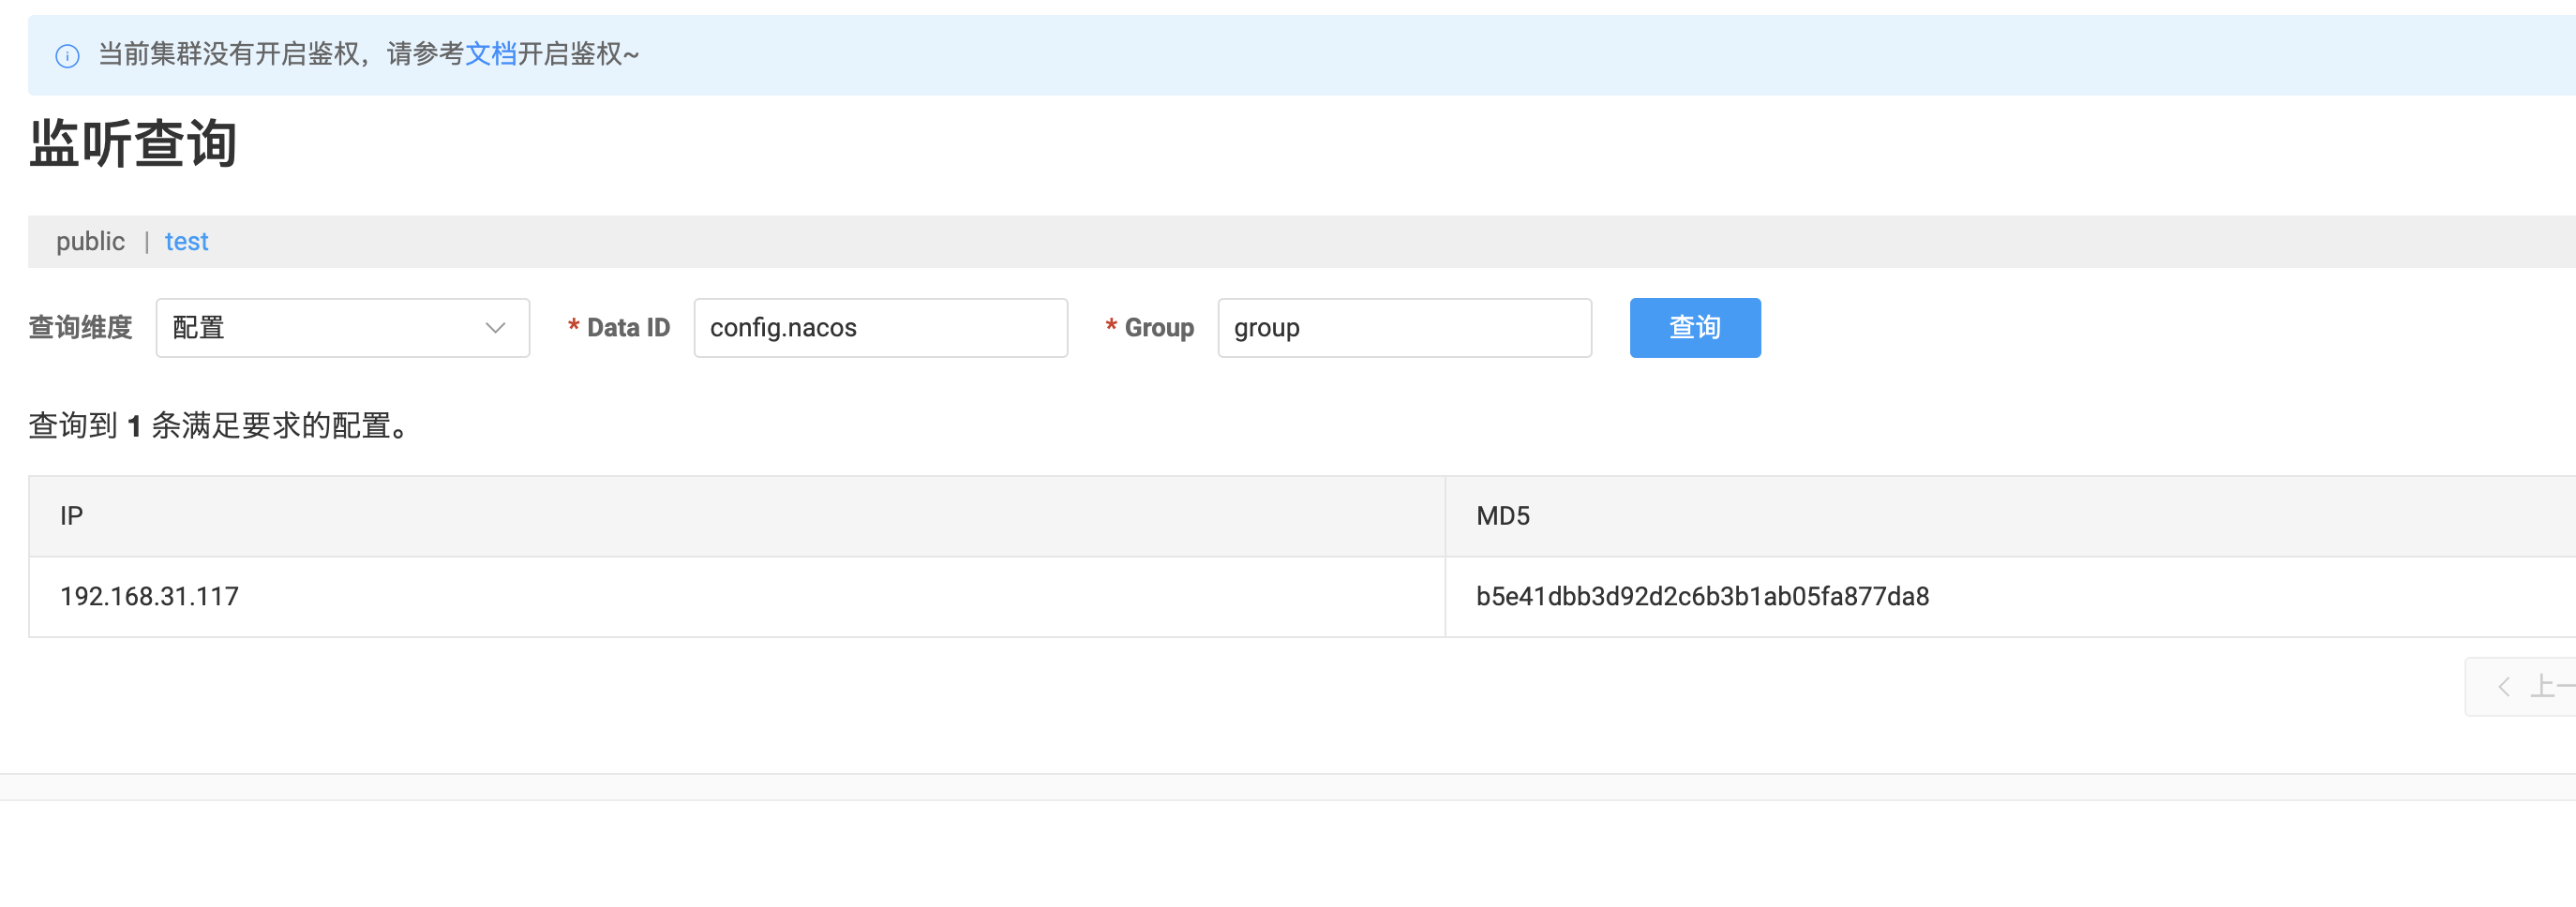 当前集群没有开启鉴权，请参考文档开启鉴权~
监听查询
public | test
查询维度 配置 * Data ID config.nacos * Group group 查询
查询到 1 条满足要求的配置。
IP MD5
192.168.31.117 b5e41dbb3d92d2c6b3b1ab05fa877da8
上一